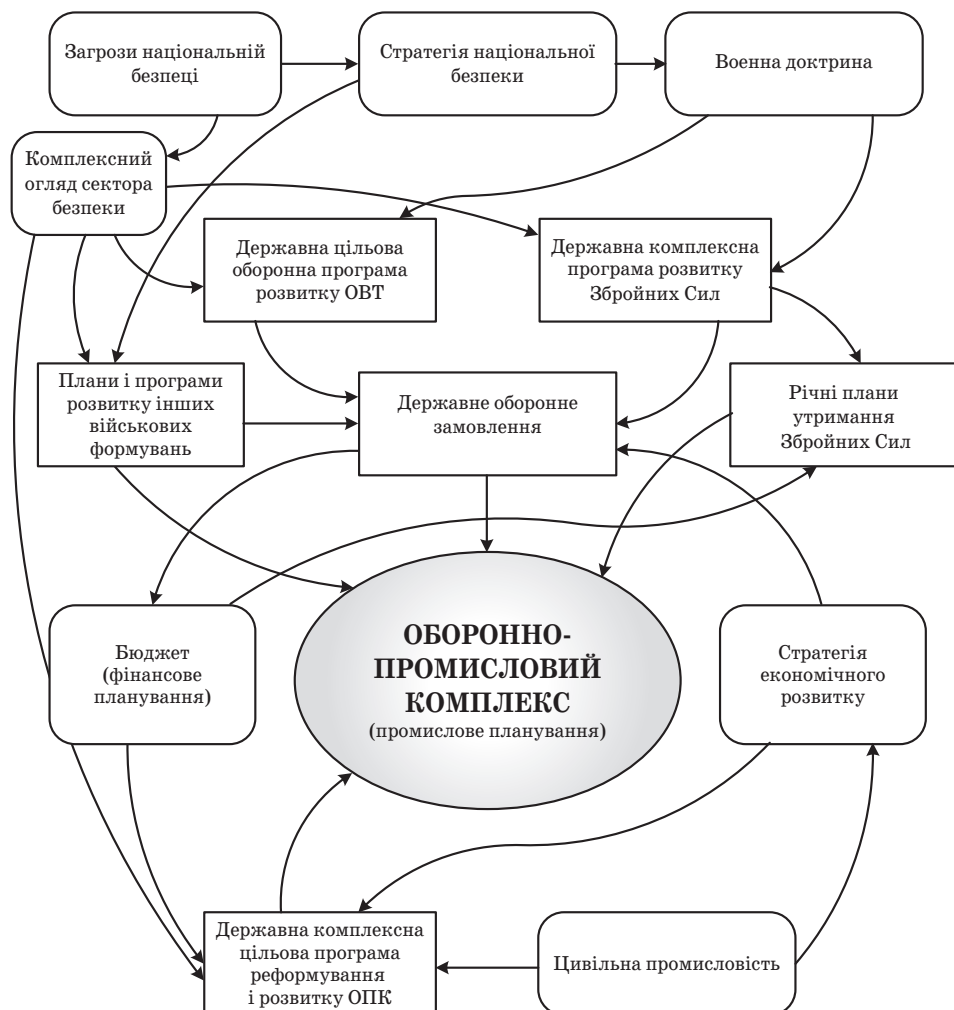 Загрози національній
безпеці
Стратегія національної
безпеки
Воєнна доктрина
Комплексний
огляд сектора
безпеки
Державна цільова
оборонна програма
розвитку ОВТ
Державна комплексна
програма розвитку
Збройних Сил
Плани і програми
розвитку інших
військових
формувань
Державне оборонне
замовлення
Річні плани
утримання
Збройних Сил
Бюджет
(фінансове
планування)
ОБОРОННО-
ПРОМИСЛОВИЙ
КОМПЛЕКС
(промислове планування)
Стратегія
економічного
розвитку
Державна комплексна
цільова програма
реформування
і розвитку ОПК
Цивільна промисловість